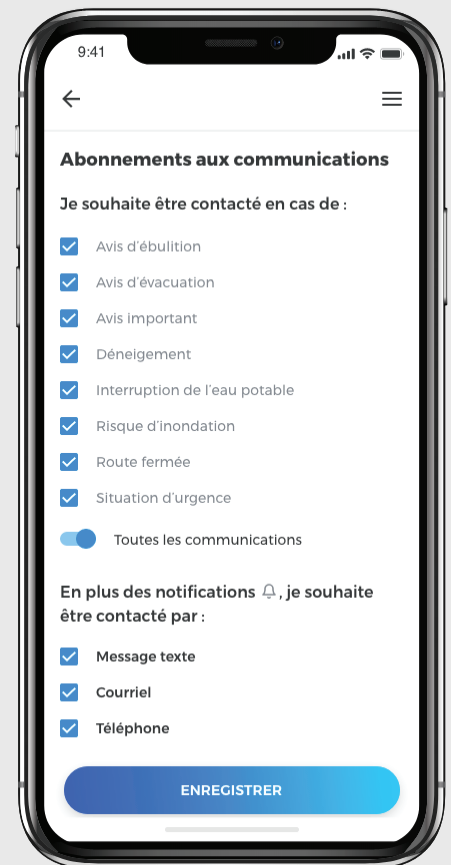 9:41
Abonnements aux communications
Je souhaite être contacté en cas de :
Avis d'ébulition
Avis d'évacuation
Avis important
Déneigement
Interruption de l'eau potable
Risque d'inondation
Route fermée
Situation d'urgence
Toutes les communications
En plus des notifications , je souhaite
être contacté par :
Message texte
Courriel
Téléphone
ENREGISTRER